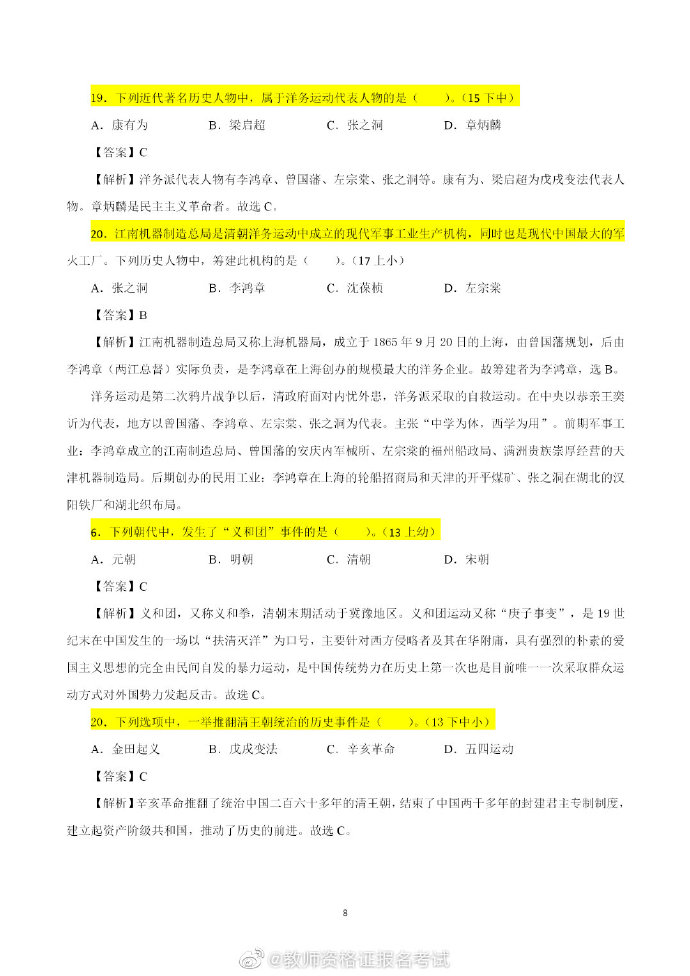 19．下列近代著名历史人物中，属于洋务运动代表人物的是（　　）。（15 下中）
A．康有为　　B．梁启超　　C．张之洞　　D．章炳麟
【答案】C
【解析】洋务派代表人物有李鸿章、曾国藩、左宗棠、张之洞等。康有为、梁启超为戊戌变法代表人
物。章炳麟是民主主义革命者。故选 C。
20．江南机器制造总局是清朝洋务运动中成立的现代军事工业生产机构，同时也是现代中国最大的军
火工厂。下列历史人物中，筹建此机构的是（　　）。（17 上小）
A．张之洞　　B．李鸿章　　C．沈葆桢　　D．左宗棠
【答案】B
【解析】江南机器制造总局又称上海机器局，成立于 1865 年 9 月 20 日的上海，由曾国藩规划，后由
李鸿章（两江总督）实际负责，是李鸿章在上海创办的规模最大的洋务企业。故筹建者为李鸿章，选 B。
洋务运动是第二次鸦片战争以后，清政府面对内忧外患，洋务派采取的自救运动。在中央以恭亲王奕
䜣为代表，地方以曾国藩、李鸿章、左宗棠、张之洞为代表。主张“中学为体，西学为用”。前期军事工
业：李鸿章成立的江南制造总局、曾国藩的安庆内军械所、左宗棠的福州船政局、满洲贵族崇厚经营的天
津机器制造局。后期创办的民用工业：李鸿章在上海的轮船招商局和天津的开平煤矿、张之洞在湖北的汉
阳铁厂和湖北织布局。
6．下列朝代中，发生了“义和团”事件的是（　　）。（13 上幼）
A．元朝　　B．明朝　　C．清朝　　D．宋朝
【答案】C
【解析】义和团，又称义和拳，清朝末期活动于冀豫地区。义和团运动又称“庚子事变”，是 19 世
纪末在中国发生的一场以“扶清灭洋”为口号，主要针对西方侵略者及其在华附庸，具有强烈的朴素的爱
国主义思想的完全由民间自发的暴力运动，是中国传统势力在历史上第一次也是目前唯一一次采取群众运
动方式对外国势力发起反击。故选 C。
20．下列选项中，一举推翻清王朝统治的历史事件是（　　）。（13 下中小）
A．金田起义　　B．戊戌变法　　C．辛亥革命　　D．五四运动
【答案】C
【解析】辛亥革命推翻了统治中国二百六十多年的清王朝，结束了中国两千多年的封建君主专制制度，
建立起资产阶级共和国，推动了历史的前进。故选 C。
8
@教师资格证报名考试